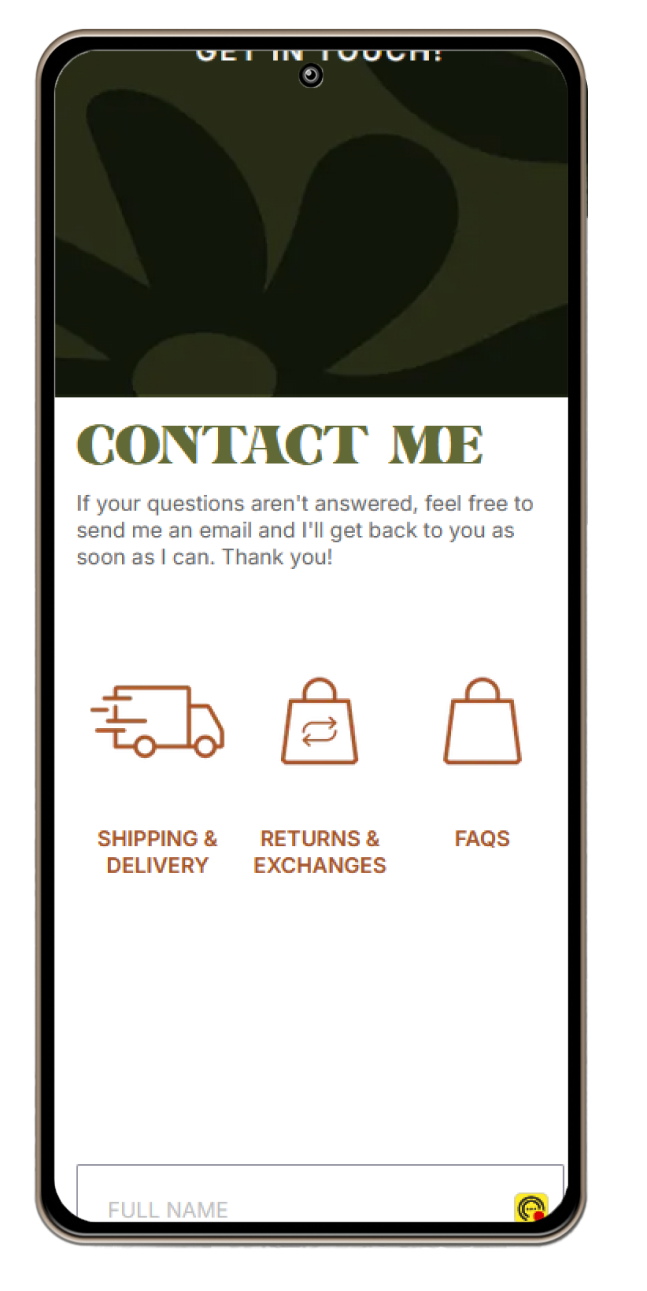 GET IN TOUCH!
CONTACT ME
If your questions aren't answered, feel free to
send me an email and I'll get back to you as
soon as I can. Thank you!
SHIPPING &
DELIVERY
RETURNS &
EXCHANGES
FAQS
FULL NAME